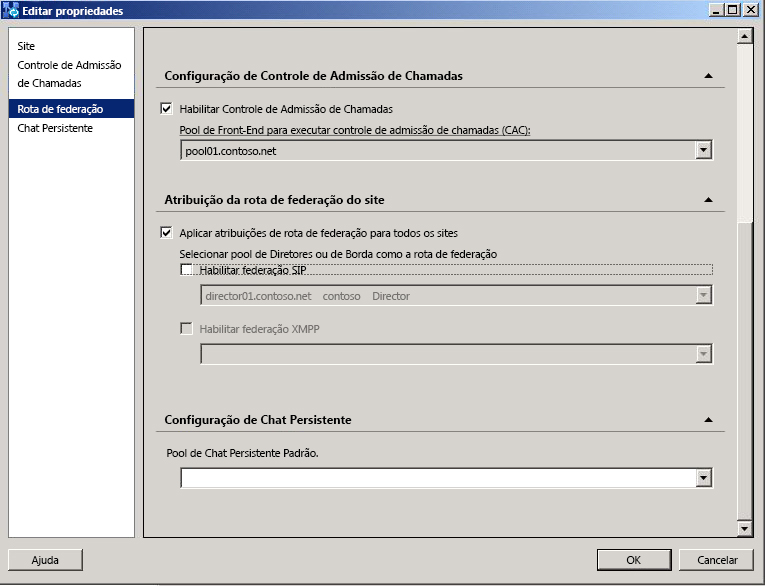 Editar propriedades
Site
Controle de Admissão
de Chamadas
Rota de federação
Chat Persistente
Configuração de Controle de Admissão de Chamadas
Habilitar Controle de Admissão de Chamadas
Pool de Front-End para executar controle de admissão de chamadas (CAC):
pool01.contoso.net
Atribuição da rota de federação do site
Aplicar atribuições de rota de federação para todos os sites
Selecionar pool de Diretores ou de Borda como a rota de federação
Habilitar federação SIP
director01.contoso.net contoso Director
Habilitar federação XMPP
Configuração de Chat Persistente
Pool de Chat Persistente Padrão.
Ajuda
OK
Cancelar